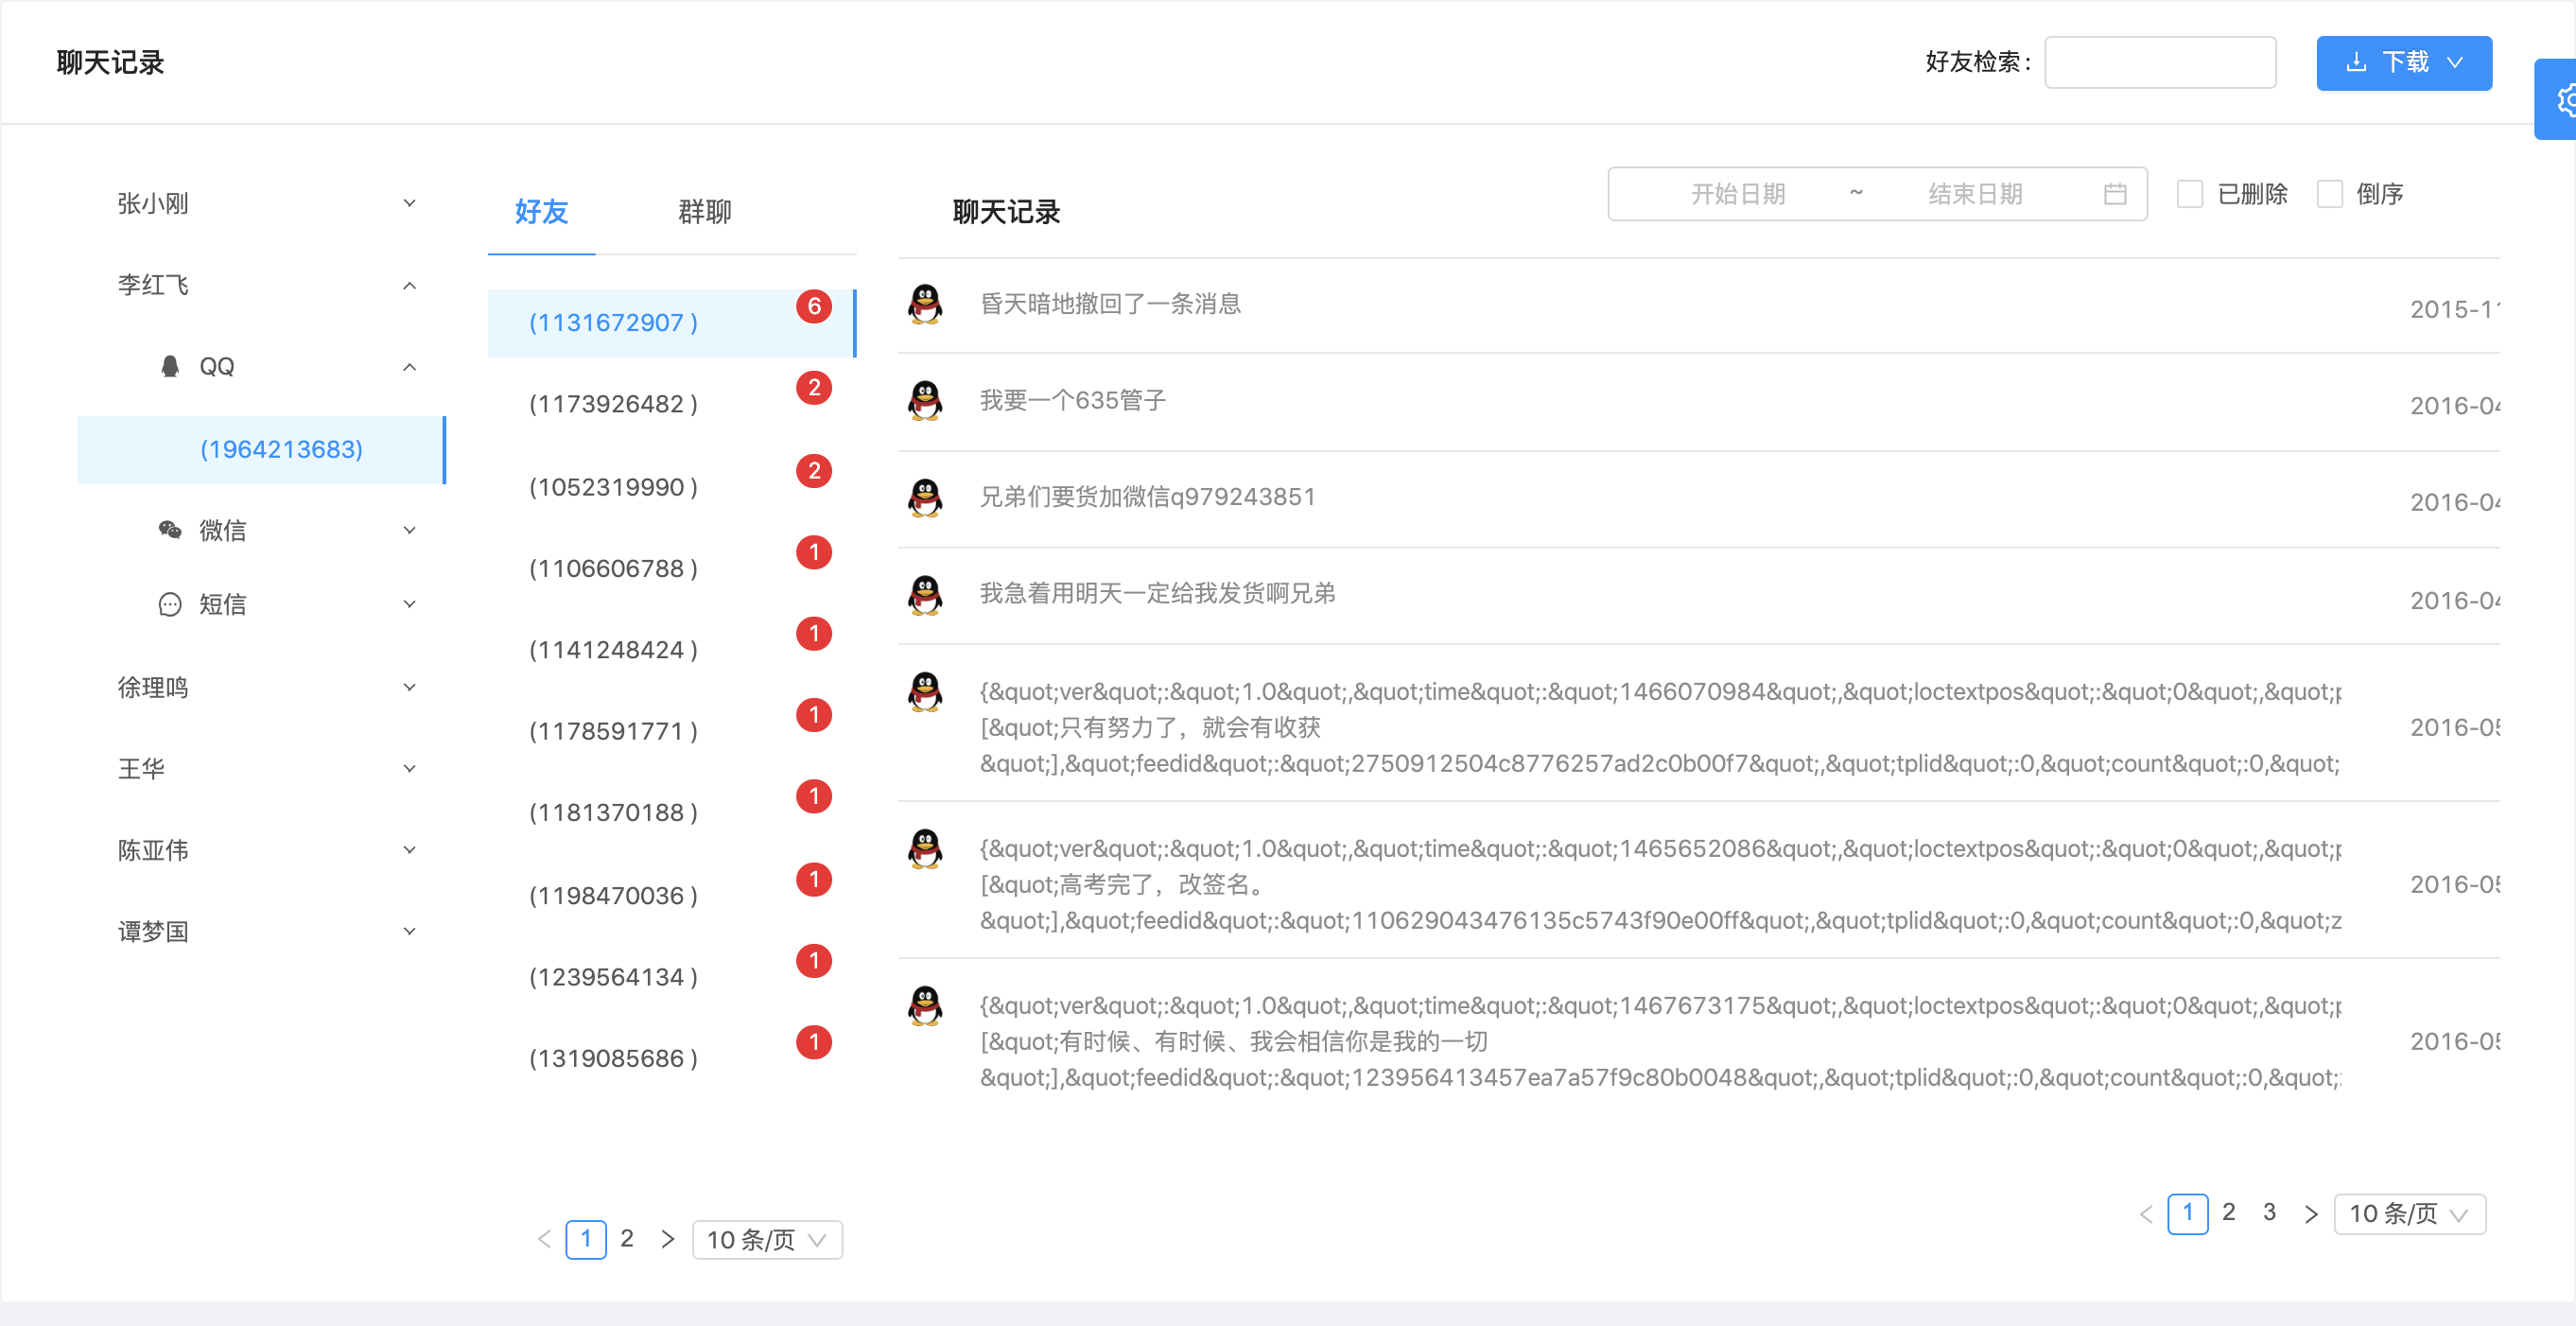 聊天记录
好友检索：
下载
张小刚
李红飞
QQ
(1964213683)
微信
短信
徐理鸣
王华
陈亚伟
谭梦国
好友 群聊
(1131672907 ) 6
(1173926482 ) 2
(1052319990 ) 2
(1106606788 ) 1
(1141248424 ) 1
(1178591771 ) 1
(1181370188 ) 1
(1198470036 ) 1
(1239564134 ) 1
(1319085686 ) 1
1 2 10 条/页
聊天记录
开始日期 ~ 结束日期 已删除 倒序
昏天暗地撤回了一条消息 2015-11
我要一个635管子 2016-04
兄弟们要货加微信q979243851 2016-04
我急着用明天一定给我发货啊兄弟 2016-04
{&quot;ver&quot;:&quot;1.0&quot;,&quot;time&quot;:&quot;1466070984&quot;,&quot;loctextpos&quot;:&quot;0&quot;,&quot;
[&quot;只有努力了，就会有收获 2016-05
&quot;],&quot;feedid&quot;:&quot;2750912504c8776257ad2c0b00f7&quot;,&quot;tplid&quot;:0,&quot;count&quot;:0,&quot;
{&quot;ver&quot;:&quot;1.0&quot;,&quot;time&quot;:&quot;1465652086&quot;,&quot;loctextpos&quot;:&quot;0&quot;,&quot;
[&quot;高考完了，改签名。 2016-05
&quot;],&quot;feedid&quot;:&quot;110629043476135c5743f90e00ff&quot;,&quot;tplid&quot;:0,&quot;count&quot;:0,&quot;z
{&quot;ver&quot;:&quot;1.0&quot;,&quot;time&quot;:&quot;1467673175&quot;,&quot;loctextpos&quot;:&quot;0&quot;,&quot;
[&quot;有时候、有时候、我会相信你是我的一切 2016-05
&quot;],&quot;feedid&quot;:&quot;123956413457ea7a57f9c80b0048&quot;,&quot;tplid&quot;:0,&quot;count&quot;:0,&quot;
1 2 3 10 条/页